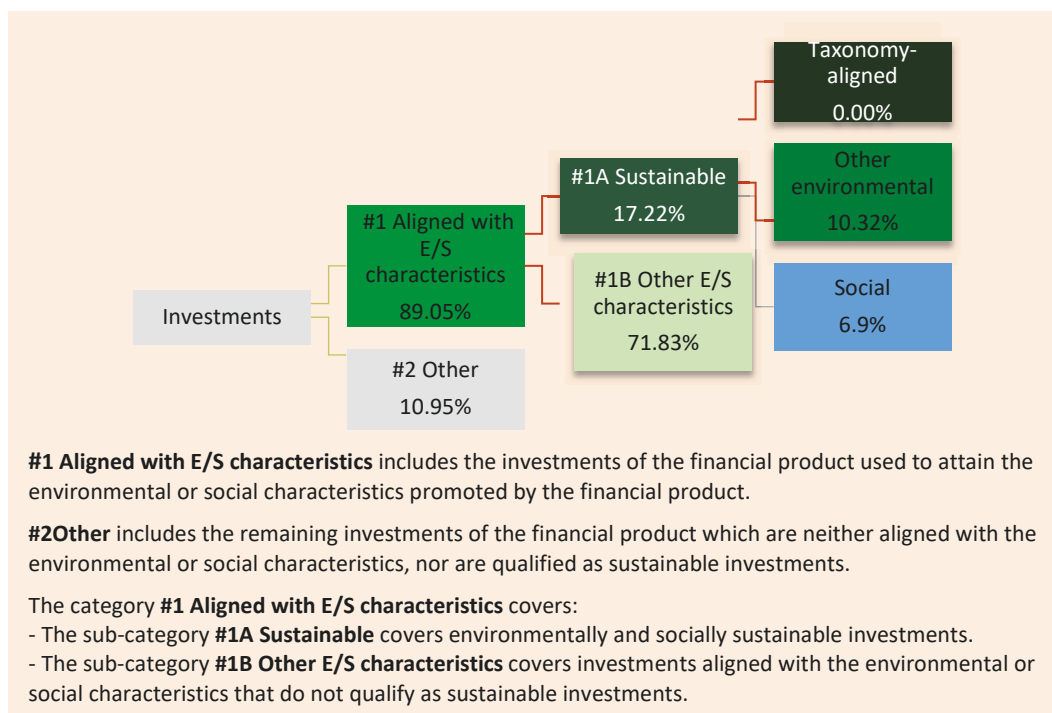 Taxonomy-
aligned
0.00%
#1A Sustainable
17.22%
Other
environmental
10.32%
#1 Aligned with
E/S
characteristics
89.05%
#1B Other E/S
characteristics
71.83%
Social
6.9%
Investments
#2 Other
10.95%
#1 Aligned with E/S characteristics includes the investments of the financial product used to attain the
environmental or social characteristics promoted by the financial product.
#2Other includes the remaining investments of the financial product which are neither aligned with the
environmental or social characteristics, nor are qualified as sustainable investments.
The category #1 Aligned with E/S characteristics covers:
- The sub-category #1A Sustainable covers environmentally and socially sustainable investments.
- The sub-category #1B Other E/S characteristics covers investments aligned with the environmental or
social characteristics that do not qualify as sustainable investments.